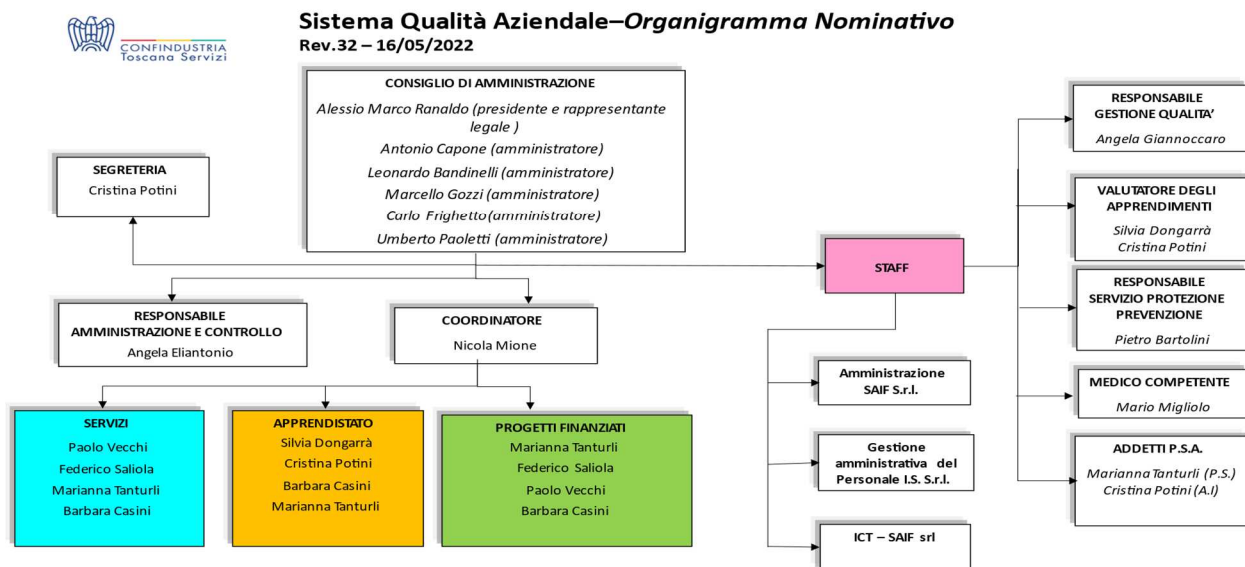 CONFINDUSTRIA
Toscana Servizi
Sistema Qualità Aziendale–Organigramma Nominativo
Rev.32 – 16/05/2022
CONSIGLIO DI AMMINISTRAZIONE
Alessio Marco Ranaldo (presidente e rappresentante
legale )
Antonio Capone (amministratore)
Leonardo Bandinelli (amministratore)
Marcello Gozzi (amministratore)
Carlo Frighetto (amministratore)
Umberto Paoletti (amministratore)
SEGRETERIA
Cristina Potini
STAFF
RESPONSABILE
AMMINISTRAZIONE E CONTROLLO
Angela Eliantonio
COORDINATORE
Nicola Mione
SERVIZI
Paolo Vecchi
Federico Saliola
Marianna Tanturli
Barbara Casini
APPRENDISTATO
Silvia Dongarrà
Cristina Potini
Barbara Casini
Marianna Tanturli
PROGETTI FINANZIATI
Marianna Tanturli
Federico Saliola
Paolo Vecchi
Barbara Casini
Amministrazione
SAIF S.r.l.
Gestione
amministrativa del
Personale I.S. S.r.l.
ICT – SAIF srl
RESPONSABILE
GESTIONE QUALITA’
Angela Giannoccaro
VALUTATORE DEGLI
APPRENDIMENTI
Silvia Dongarrà
Cristina Potini
RESPONSABILE
SERVIZIO PROTEZIONE
PREVENZIONE
Pietro Bartolini
MEDICO COMPETENTE
Mario Migliolo
ADDETTI P.S.A.
Marianna Tanturli (P.S.)
Cristina Potini (A.I)